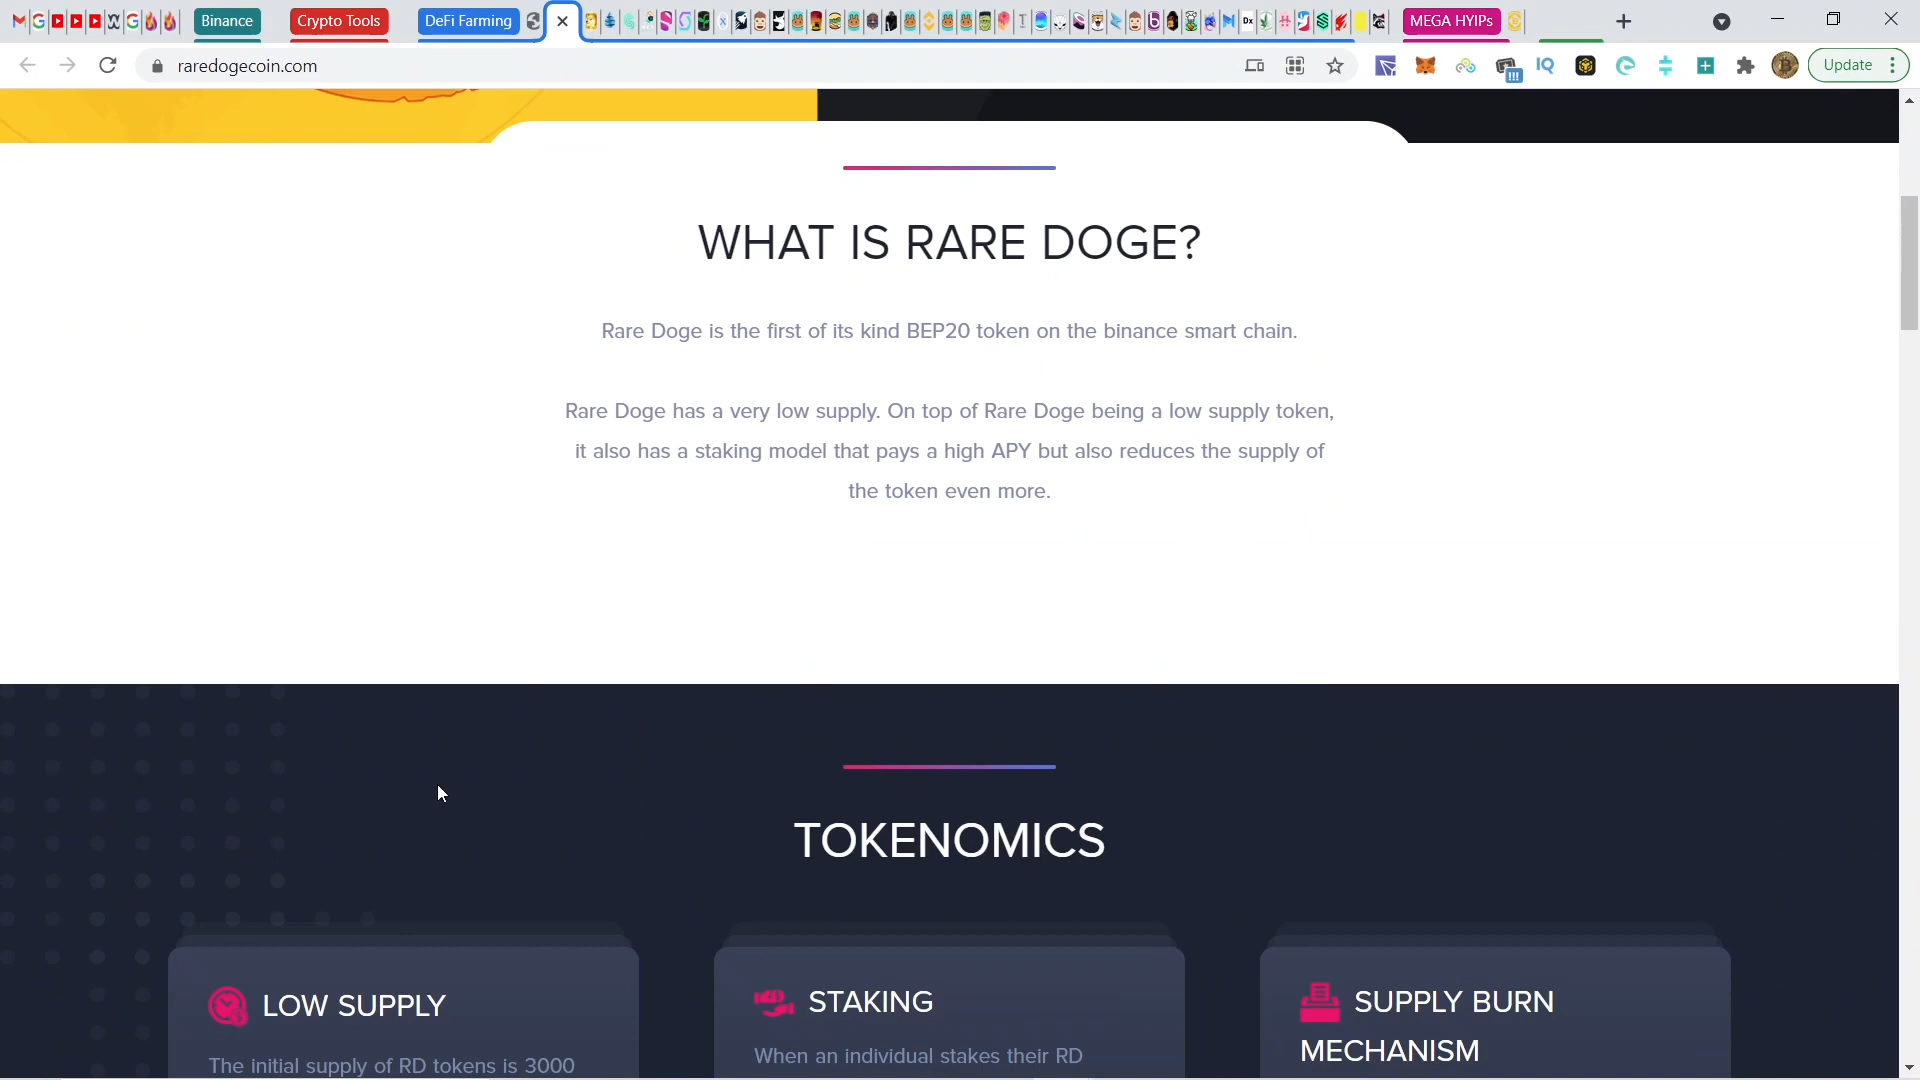 Binance
Crypto Tools
DeFi Farming
MEGA HYIPs
raredogecoin.com
Update
WHAT IS RARE DOGE?
Rare Doge is the first of its kind BEP20 token on the binance smart chain.
Rare Doge has a very low supply. On top of Rare Doge being a low supply token,
it also has a staking model that pays a high APY but also reduces the supply of
the token even more.
TOKENOMICS
LOW SUPPLY
The initial supply of RD tokens is 3000
STAKING
When an individual stakes their RD
SUPPLY BURN
MECHANISM